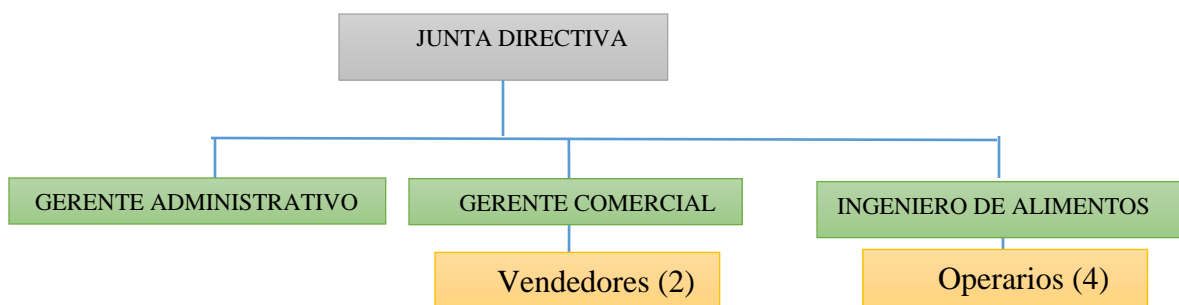 JUNTA DIRECTIVA
GERENTE ADMINISTRATIVO
GERENTE COMERCIAL
INGENIERO DE ALIMENTOS
Vendedores (2)
Operarios (4)